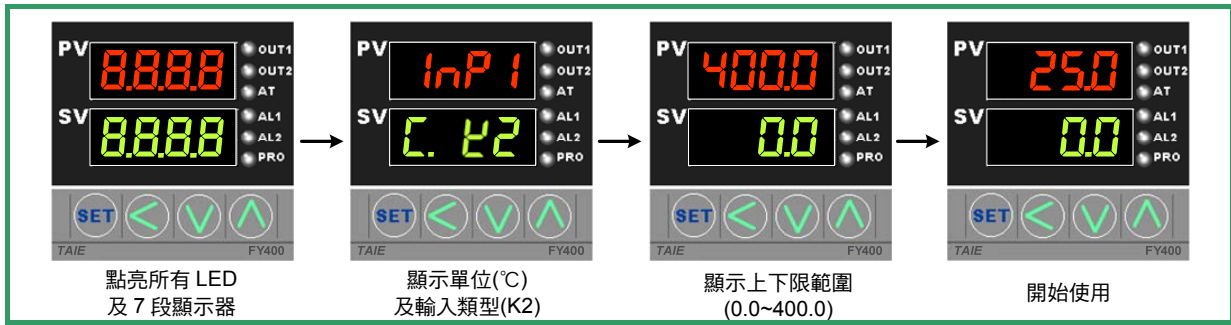 PV 8.8.8.8 OUT1
OUT2
AT
SV 8.8.8.8 AL1
AL2
PRO
SET
TAIE FY400
點亮所有 LED
及 7 段顯示器
PV InP1 OUT1
OUT2
AT
SV C. K2 AL1
AL2
PRO
SET
TAIE FY400
顯示單位(℃)
及輸入類型(K2)
PV 400.0 OUT1
OUT2
AT
SV 0.0 AL1
AL2
PRO
SET
TAIE FY400
顯示上下限範圍
(0.0~400.0)
PV 25.0 OUT1
OUT2
AT
SV 0.0 AL1
AL2
PRO
SET
TAIE FY400
開始使用